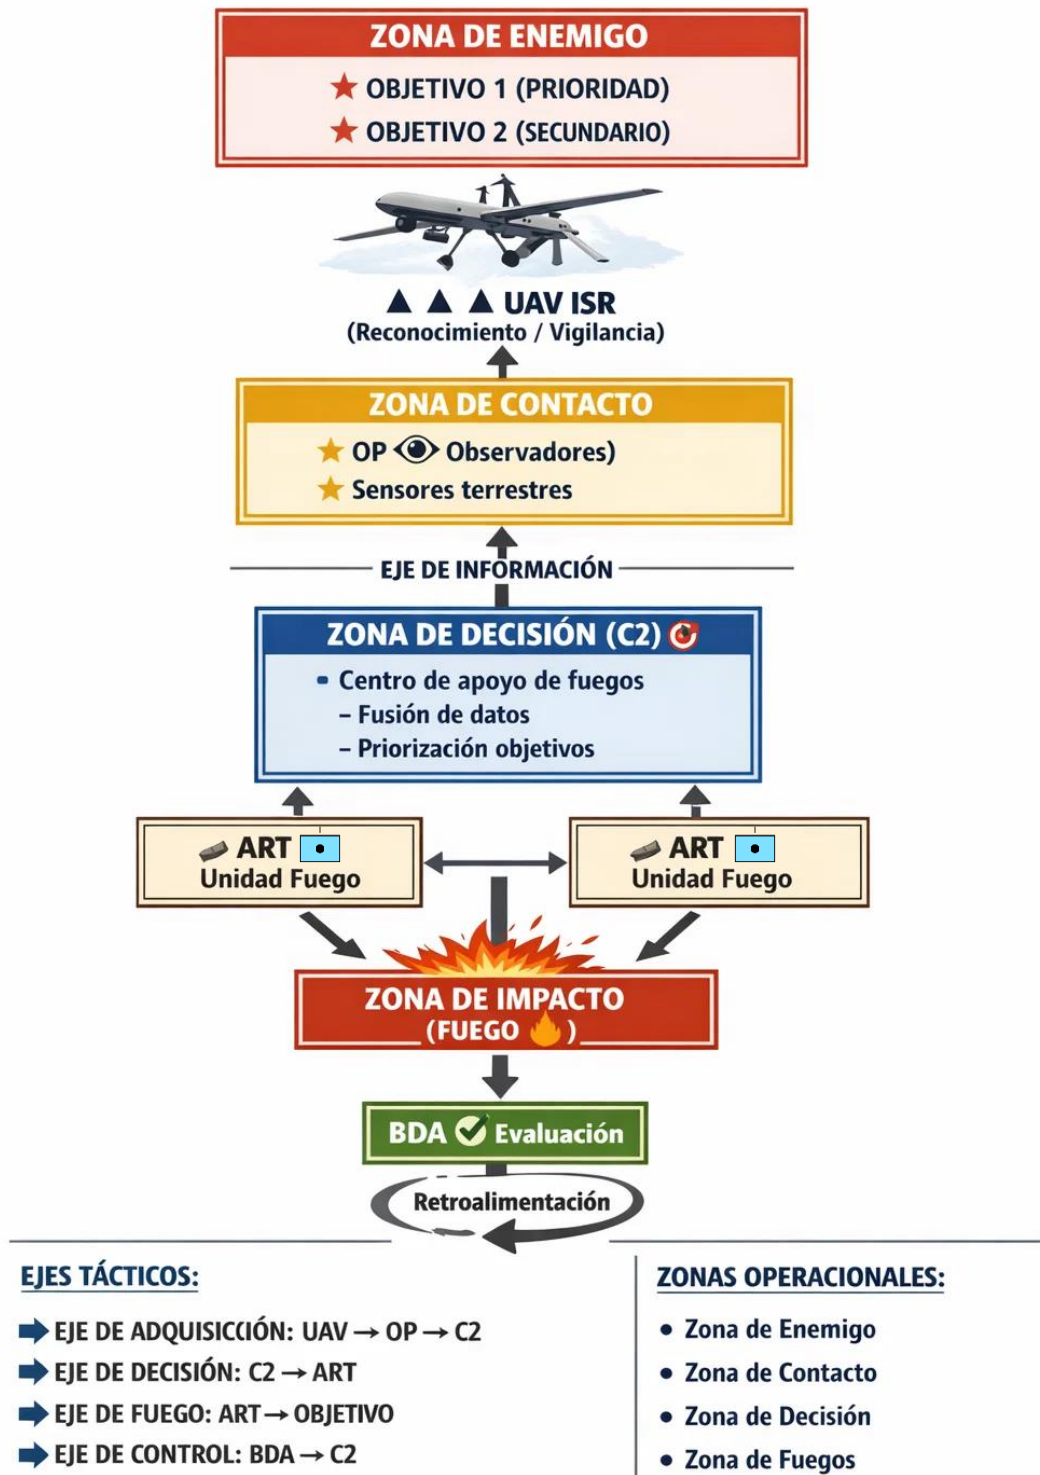 ZONA DE ENEMIGO
OBJETIVO 1 (PRIORIDAD)
OBJETIVO 2 (SECUNDARIO)
UAV ISR
(Reconocimiento / Vigilancia)
ZONA DE CONTACTO
OP Observadores)
Sensores terrestres
EJE DE INFORMACIÓN
ZONA DE DECISIÓN (C2)
Centro de apoyo de fuegos
– Fusión de datos
– Priorización objetivos
ART
Unidad Fuego
ART
Unidad Fuego
ZONA DE IMPACTO
(FUEGO )
BDA Evaluación
Retroalimentación
EJES TÁCTICOS:
EJE DE ADQUISICCIÓN: UAV → OP → C2
EJE DE DECISIÓN: C2 → ART
EJE DE FUEGO: ART → OBJETIVO
EJE DE CONTROL: BDA → C2
ZONAS OPERACIONALES:
• Zona de Enemigo
• Zona de Contacto
• Zona de Decisión
• Zona de Fuegos